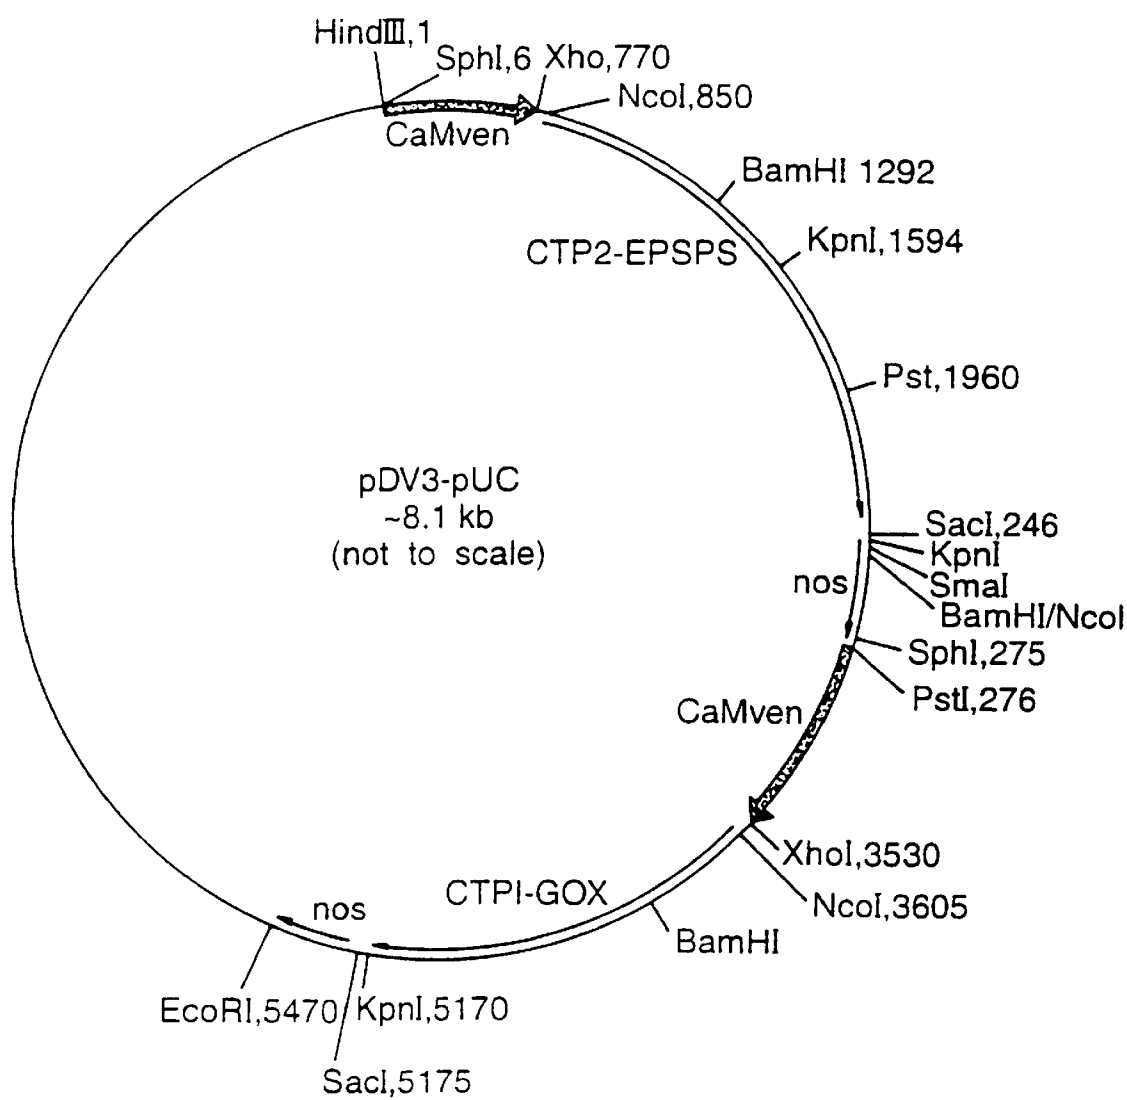 HindIII,1
SphI,6 Xho,770
NcoI,850
CaMven
BamHI 1292
KpnI,1594
CTP2-EPSPS
Pst,1960
pDV3-pUC
~8.1 kb
(not to scale)
SacI,246
KpnI
SmaI
nos
BamHI/NcoI
SphI,275
PstI,276
CaMven
XhoI,3530
CTPI-GOX
NcoI,3605
nos
BamHI
EcoRI,5470
KpnI,5170
SacI,5175